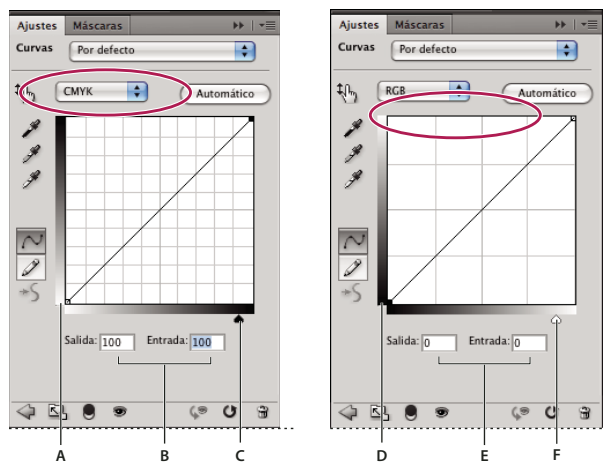 Ajustes Máscaras
Curvas Por defecto
CMYK Automático
Salida: 100 Entrada: 100
A B C
Ajustes Máscaras
Curvas Por defecto
RGB Automático
Salida: 0 Entrada: 0
D E F